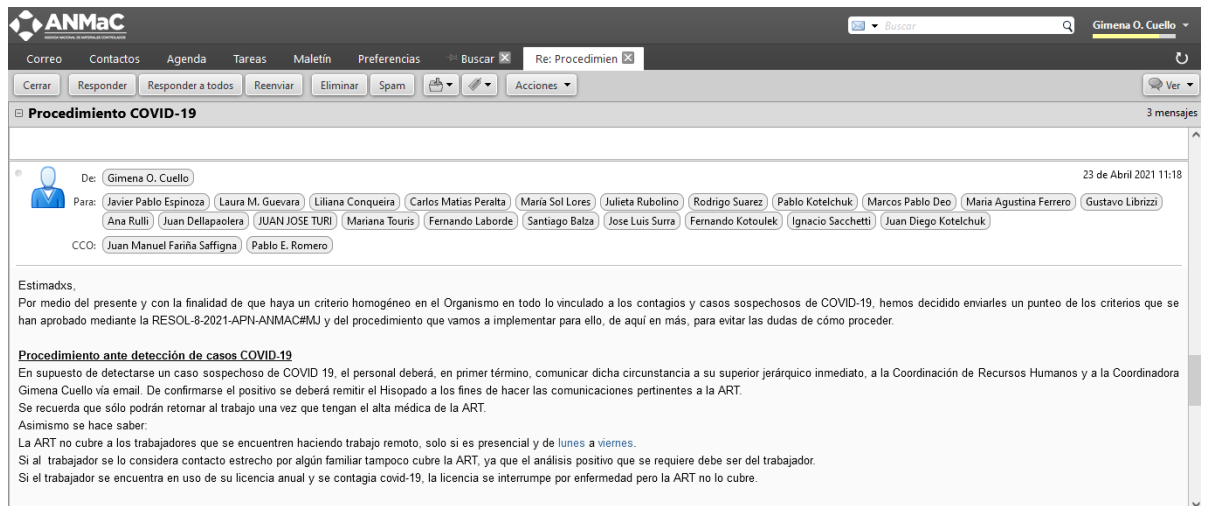 ANMaC
AGENCIA NACIONAL DE MATERIALES CONTROLADOS
Buscar
Gimena O. Cuello
Correo Contactos Agenda Tareas Maletín Preferencias Buscar Re: Procedimien
Cerrar Responder Responder a todos Reenviar Eliminar Spam Acciones Ver
Procedimiento COVID-19 3 mensajes
De: Gimena O. Cuello 23 de Abril 2021 11:18
Para: Javier Pablo Espinoza Laura M. Guevara Liliana Conqueira Carlos Matias Peralta María Sol Lores Julieta Rubolino Rodrigo Suarez Pablo Kotelchuk Marcos Pablo Deo Maria Agustina Ferrero Gustavo Librizzi
Ana Rulli Juan Dellapaolera JUAN JOSE TURI Mariana Touris Fernando Laborde Santiago Balza Jose Luis Surra Fernando Kotoulek Ignacio Sacchetti Juan Diego Kotelchuk
CCO: Juan Manuel Fariña Saffigna Pablo E. Romero
Estimadxs,
Por medio del presente y con la finalidad de que haya un criterio homogéneo en el Organismo en todo lo vinculado a los contagios y casos sospechosos de COVID-19, hemos decidido enviarles un punteo de los criterios que se
han aprobado mediante la RESOL-8-2021-APN-ANMAC#MJ y del procedimiento que vamos a implementar para ello, de aquí en más, para evitar las dudas de cómo proceder.
Procedimiento ante detección de casos COVID-19
En supuesto de detectarse un caso sospechoso de COVID 19, el personal deberá, en primer término, comunicar dicha circunstancia a su superior jerárquico inmediato, a la Coordinación de Recursos Humanos y a la Coordinadora
Gimena Cuello vía email. De confirmarse el positivo se deberá remitir el Hisopado a los fines de hacer las comunicaciones pertinentes a la ART.
Se recuerda que sólo podrán retornar al trabajo una vez que tengan el alta médica de la ART.
Asimismo se hace saber:
La ART no cubre a los trabajadores que se encuentren haciendo trabajo remoto, solo si es presencial y de lunes a viernes.
Si al trabajador se lo considera contacto estrecho por algún familiar tampoco cubre la ART, ya que el análisis positivo que se requiere debe ser del trabajador.
Si el trabajador se encuentra en uso de su licencia anual y se contagia covid-19, la licencia se interrumpe por enfermedad pero la ART no lo cubre.